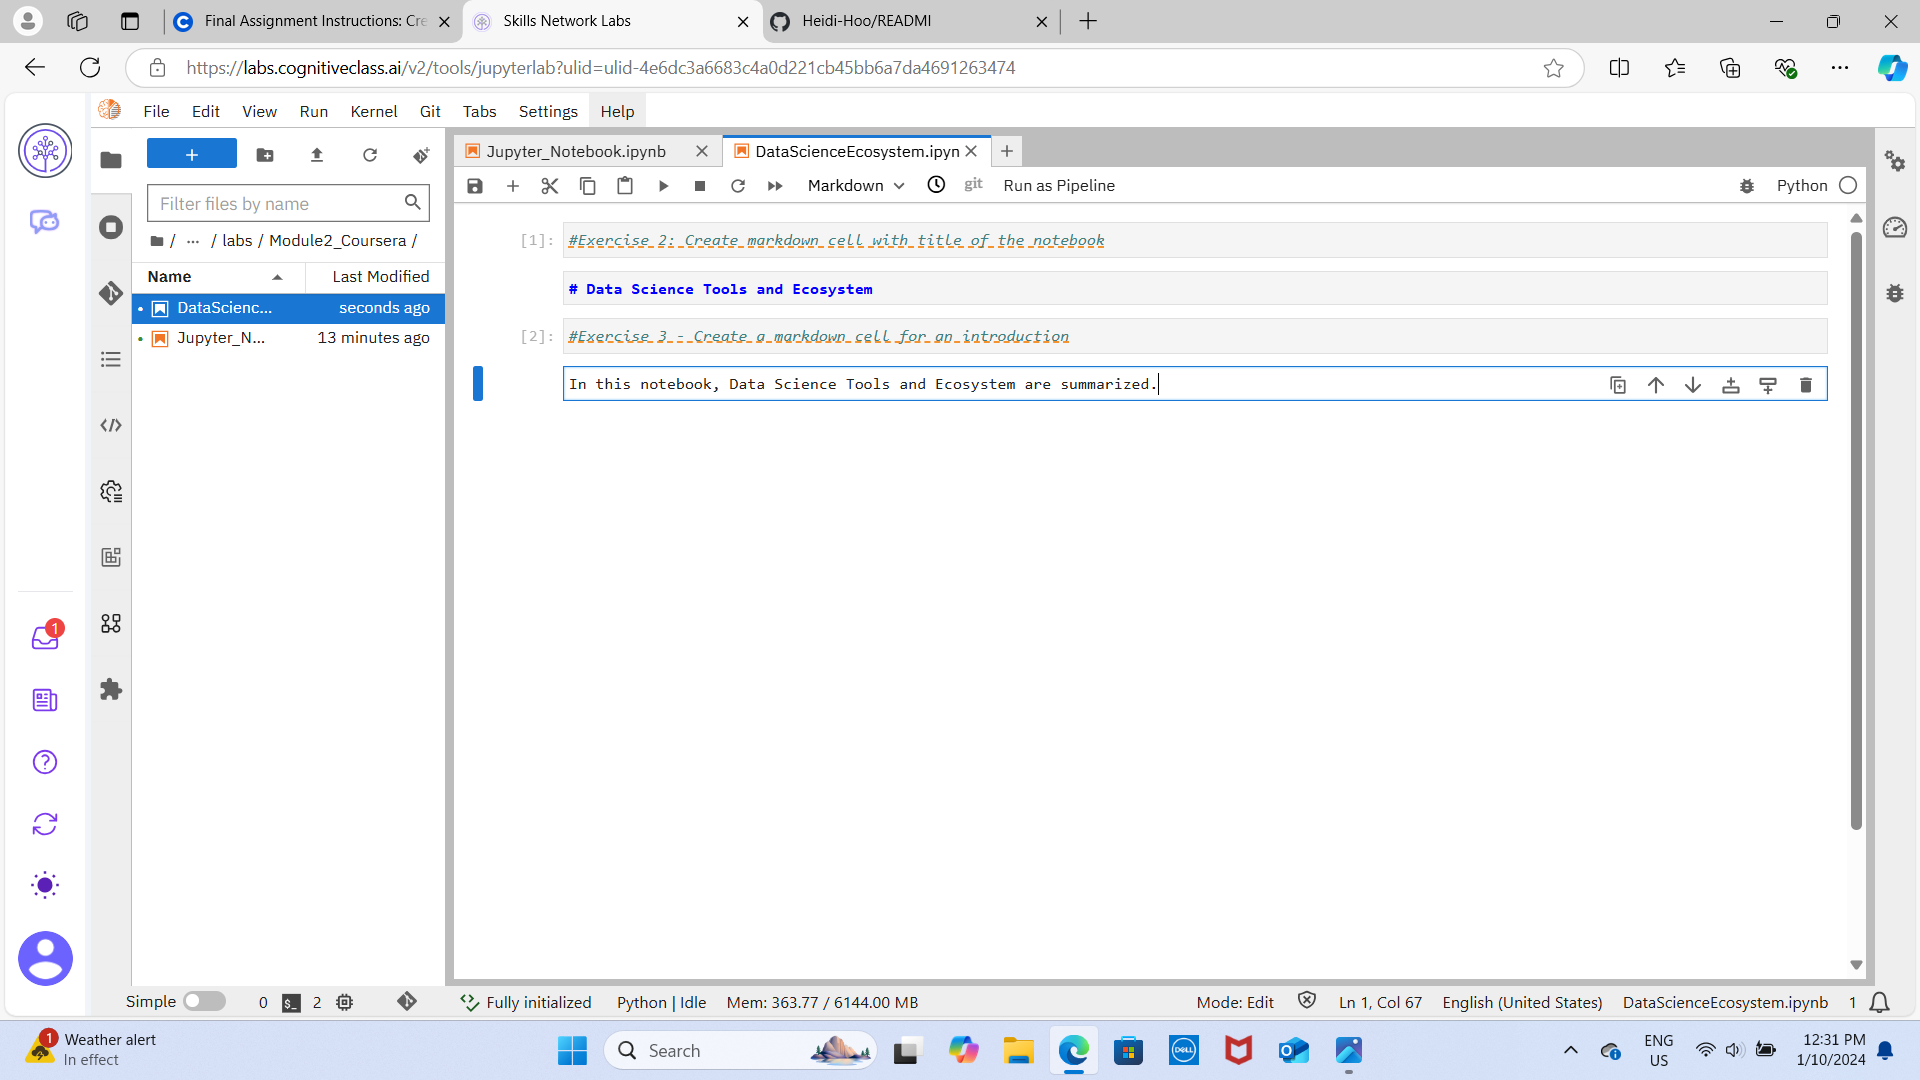 Final Assignment Instructions: Cre
Skills Network Labs
Heidi-Hoo/READMI
https://labs.cognitiveclass.ai/v2/tools/jupyterlab?ulid=ulid-4e6dc3a6683c4a0d221cb45bb6a7da4691263474
File Edit View Run Kernel Git Tabs Settings Help
Jupyter_Notebook.ipynb
DataScienceEcosystem.ipyn
Markdown
git
Run as Pipeline
Python
Filter files by name
/ ... / labs / Module2_Coursera /
Name Last Modified
DataScienc... seconds ago
Jupyter_N... 13 minutes ago
[1]: #Exercise 2: Create markdown cell with title of the notebook
# Data Science Tools and Ecosystem
[2]: #Exercise 3 - Create a markdown cell for an introduction
In this notebook, Data Science Tools and Ecosystem are summarized.
1
Simple 0 $_ 2 Fully initialized Python | Idle Mem: 363.77 / 6144.00 MB Mode: Edit Ln 1, Col 67 English (United States) DataScienceEcosystem.ipynb 1
1
Weather alert
In effect
Search
DELL
ENG
US
12:31 PM
1/10/2024